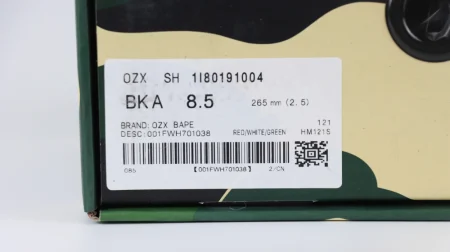 OZX SH 1I80191004
BKA 8.5 265 mm (2.5)
BRAND: OZX BAPE 121
DESC: 001FWH701038 RED/WHITE/GREEN HM1215
085 【001FWH701038】 2/CN